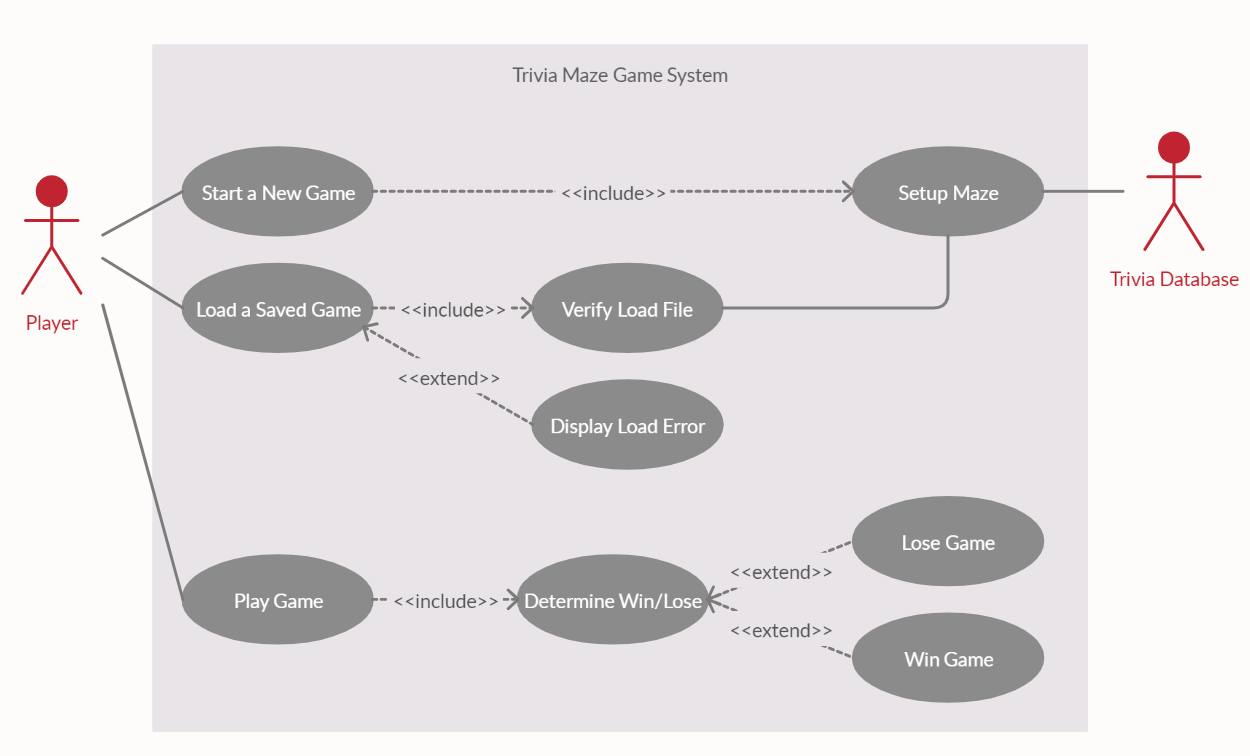 Trivia Maze Game System
Start a New Game
<<include>>
Setup Maze
Load a Saved Game
<<include>>
Verify Load File
Trivia Database
Player
<<extend>>
Display Load Error
Lose Game
<<extend>>
Play Game
<<include>>
Determine Win/Lose
<<extend>>
Win Game